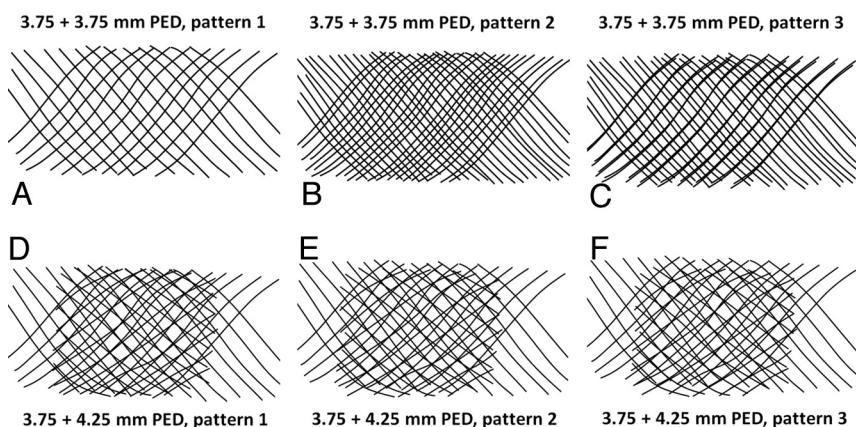 3.75 + 3.75 mm PED, pattern 1
3.75 + 3.75 mm PED, pattern 2
3.75 + 3.75 mm PED, pattern 3
A
B
C
D
E
F
3.75 + 4.25 mm PED, pattern 1
3.75 + 4.25 mm PED, pattern 2
3.75 + 4.25 mm PED, pattern 3